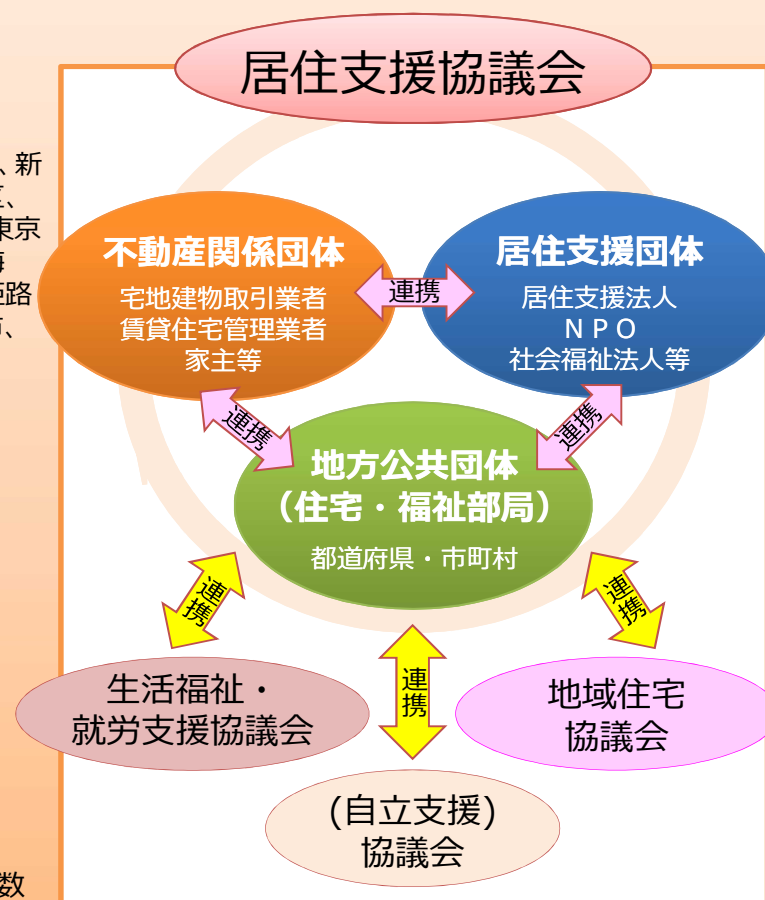 居住支援協議会
、新
、
東京
路
、
不動産関係団体
宅地建物取引業者
賃貸住宅管理業者
家主等
連携
居住支援団体
居住支援法人
ＮＰＯ
社会福祉法人等
連携
連携
地方公共団体
（住宅・福祉部局）
都道府県・市町村
連携
連携
連携
生活福祉・
就労支援協議会
地域住宅
協議会
(自立支援)
協議会
数